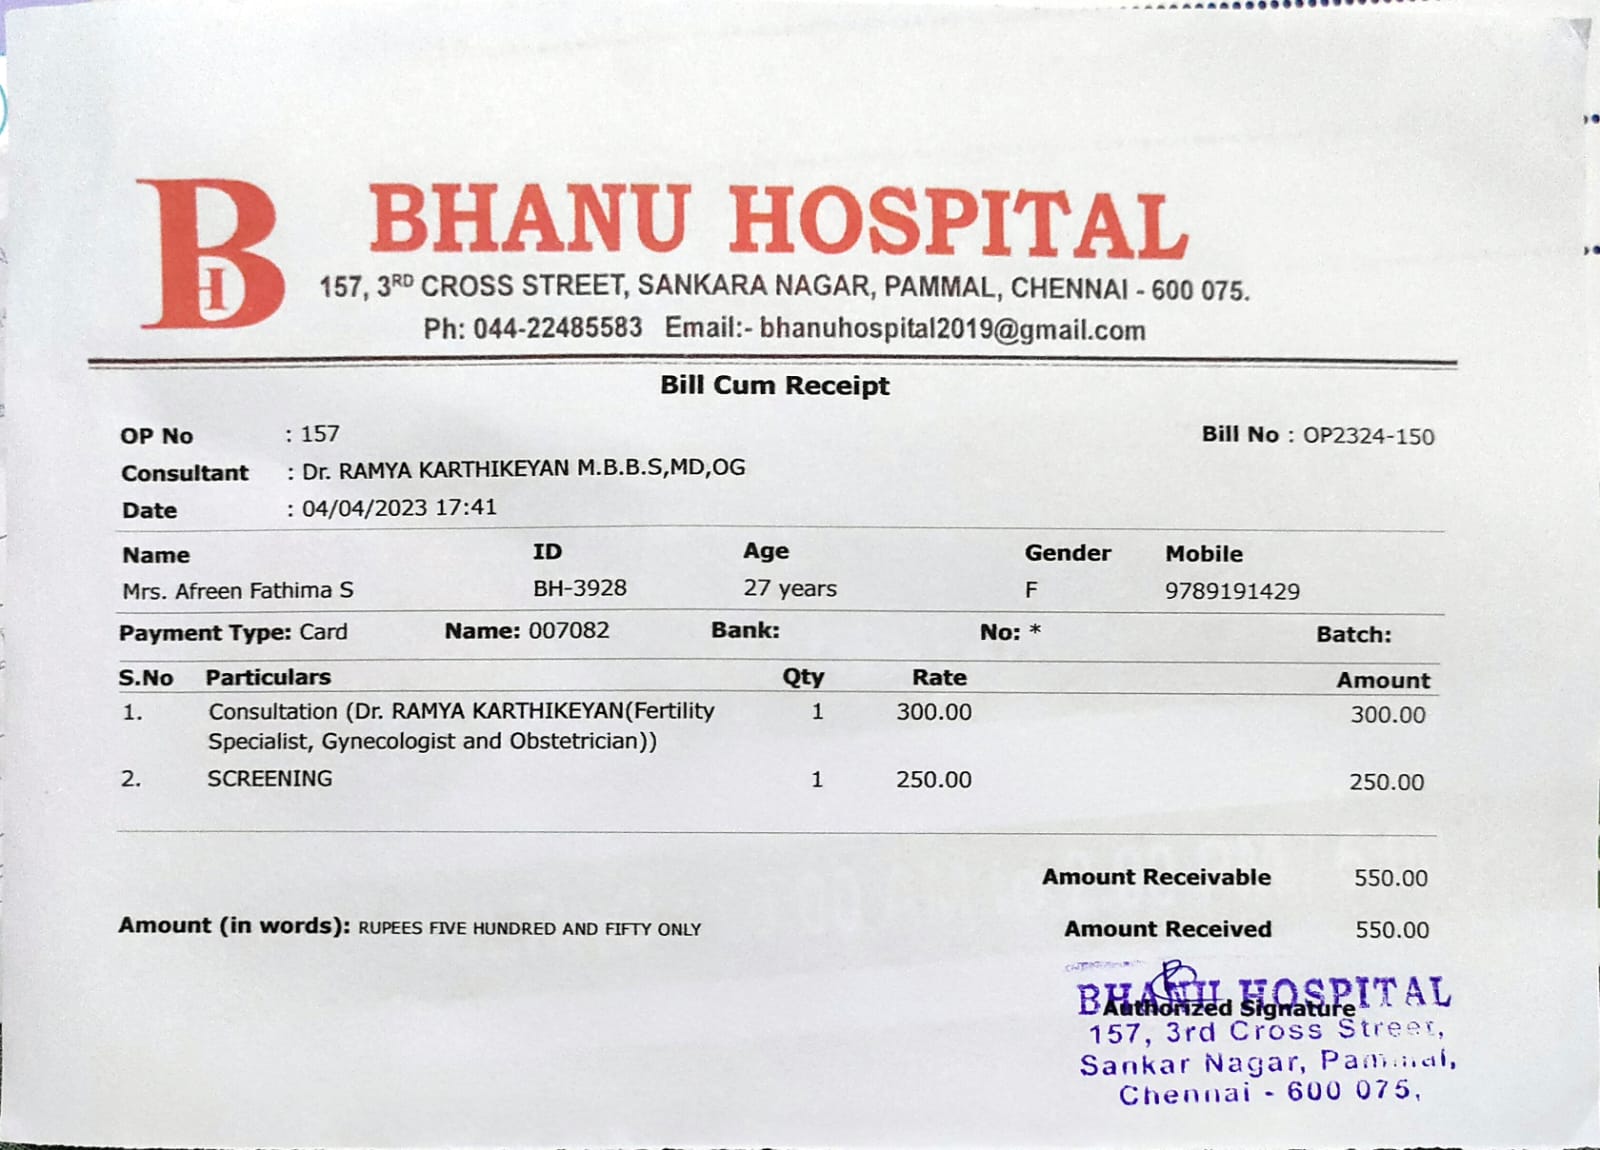 BHI
BHANU HOSPITAL
157, 3RD CROSS STREET, SANKARA NAGAR, PAMMAL, CHENNAI - 600 075.
Ph: 044-22485583 Email:- bhanuhospital2019@gmail.com
Bill Cum Receipt
OP No : 157 Bill No : OP2324-150
Consultant : Dr. RAMYA KARTHIKEYAN M.B.B.S,MD,OG
Date : 04/04/2023 17:41
Name ID Age Gender Mobile
Mrs. Afreen Fathima S BH-3928 27 years F 9789191429
Payment Type: Card Name: 007082 Bank: No: * Batch:
S.No Particulars Qty Rate Amount
1. Consultation (Dr. RAMYA KARTHIKEYAN(Fertility 1 300.00 300.00
Specialist, Gynecologist and Obstetrician))
2. SCREENING 1 250.00 250.00
Amount Receivable 550.00
Amount (in words): RUPEES FIVE HUNDRED AND FIFTY ONLY Amount Received 550.00
BHANU HOSPITAL
Authorized Signature
157, 3rd Cross Street,
Sankar Nagar, Pammal,
Chennai - 600 075,